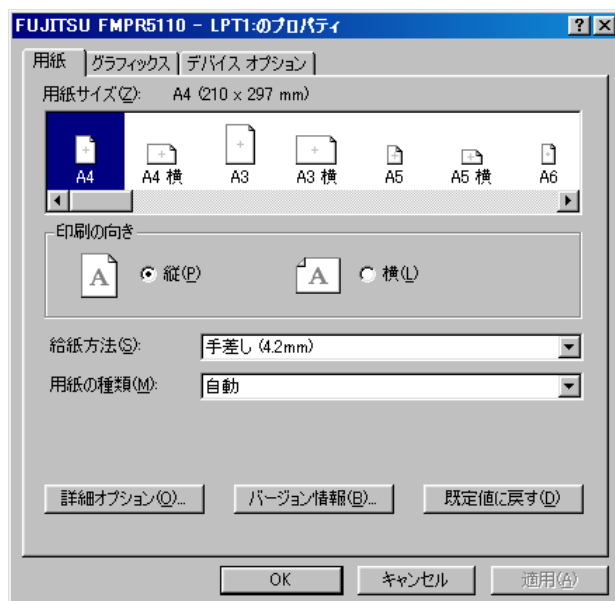 FUJITSU FMPR5110 - LPT1:のプロパティ
用紙 グラフィックス デバイス オプション
用紙サイズ(Z): A4 (210 x 297 mm)
A4 A4 横 A3 A3 横 A5 A5 横 A6
印刷の向き
A 縦(P) A 横(L)
給紙方法(S): 手差し (4.2mm)
用紙の種類(M): 自動
詳細オプション(O)... バージョン情報(B)... 既定値に戻す(D)
OK キャンセル 適用(A)